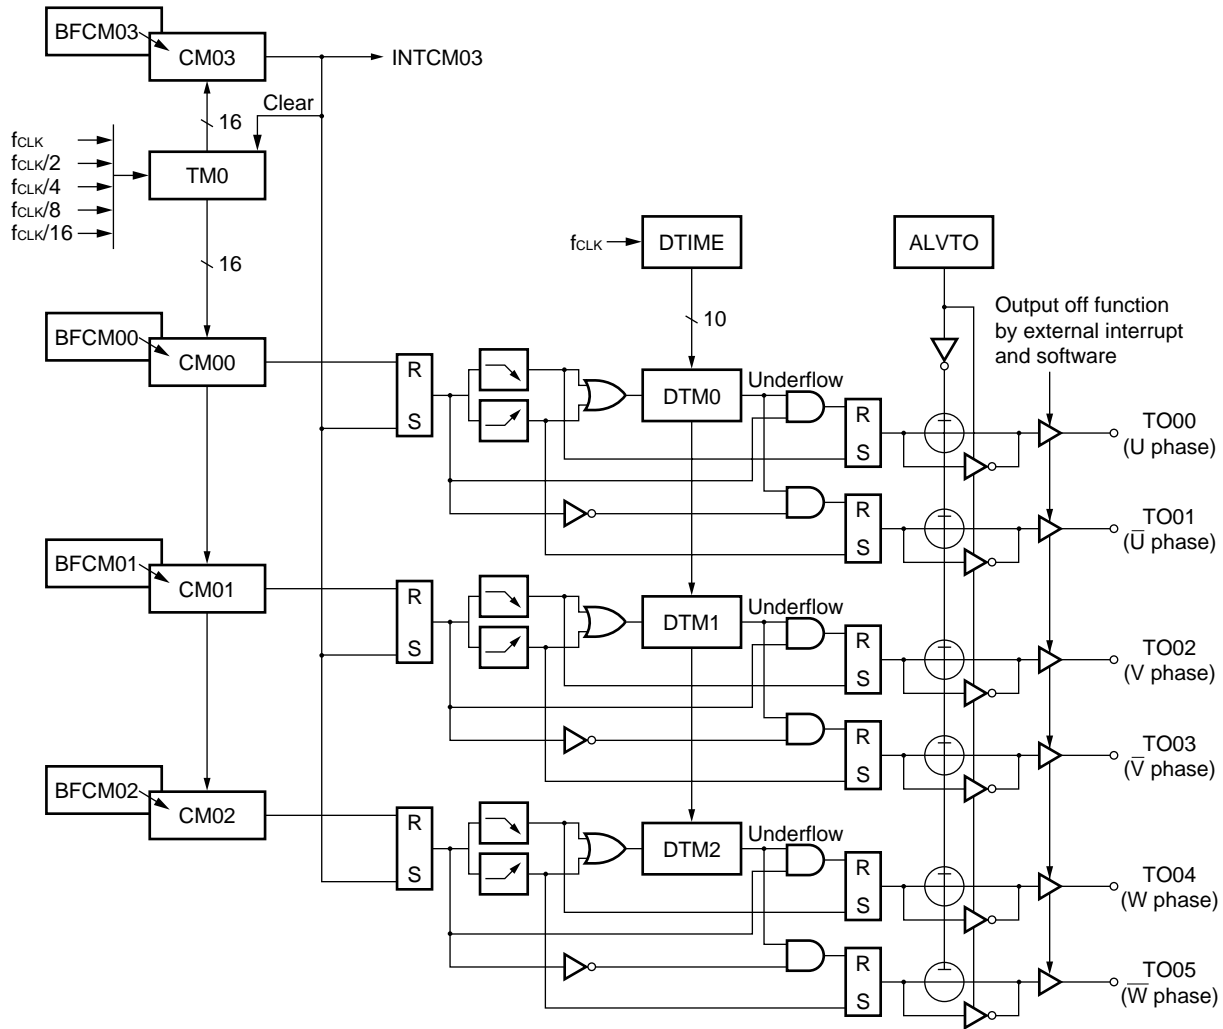 BFCM03
CM03
INTCM03
Clear
16
fCLK
fCLK/2
fCLK/4
fCLK/8
fCLK/16
TM0
16
fCLK
DTIME
ALVTO
10
Output off function
by external interrupt
and software
BFCM00
CM00
R
S
DTM0
Underflow
R
S
TO00
(U phase)
R
S
TO01
(U̅ phase)
BFCM01
CM01
R
S
DTM1
Underflow
R
S
TO02
(V phase)
R
S
TO03
(V̅ phase)
BFCM02
CM02
R
S
DTM2
Underflow
R
S
TO04
(W phase)
R
S
TO05
(W̅ phase)